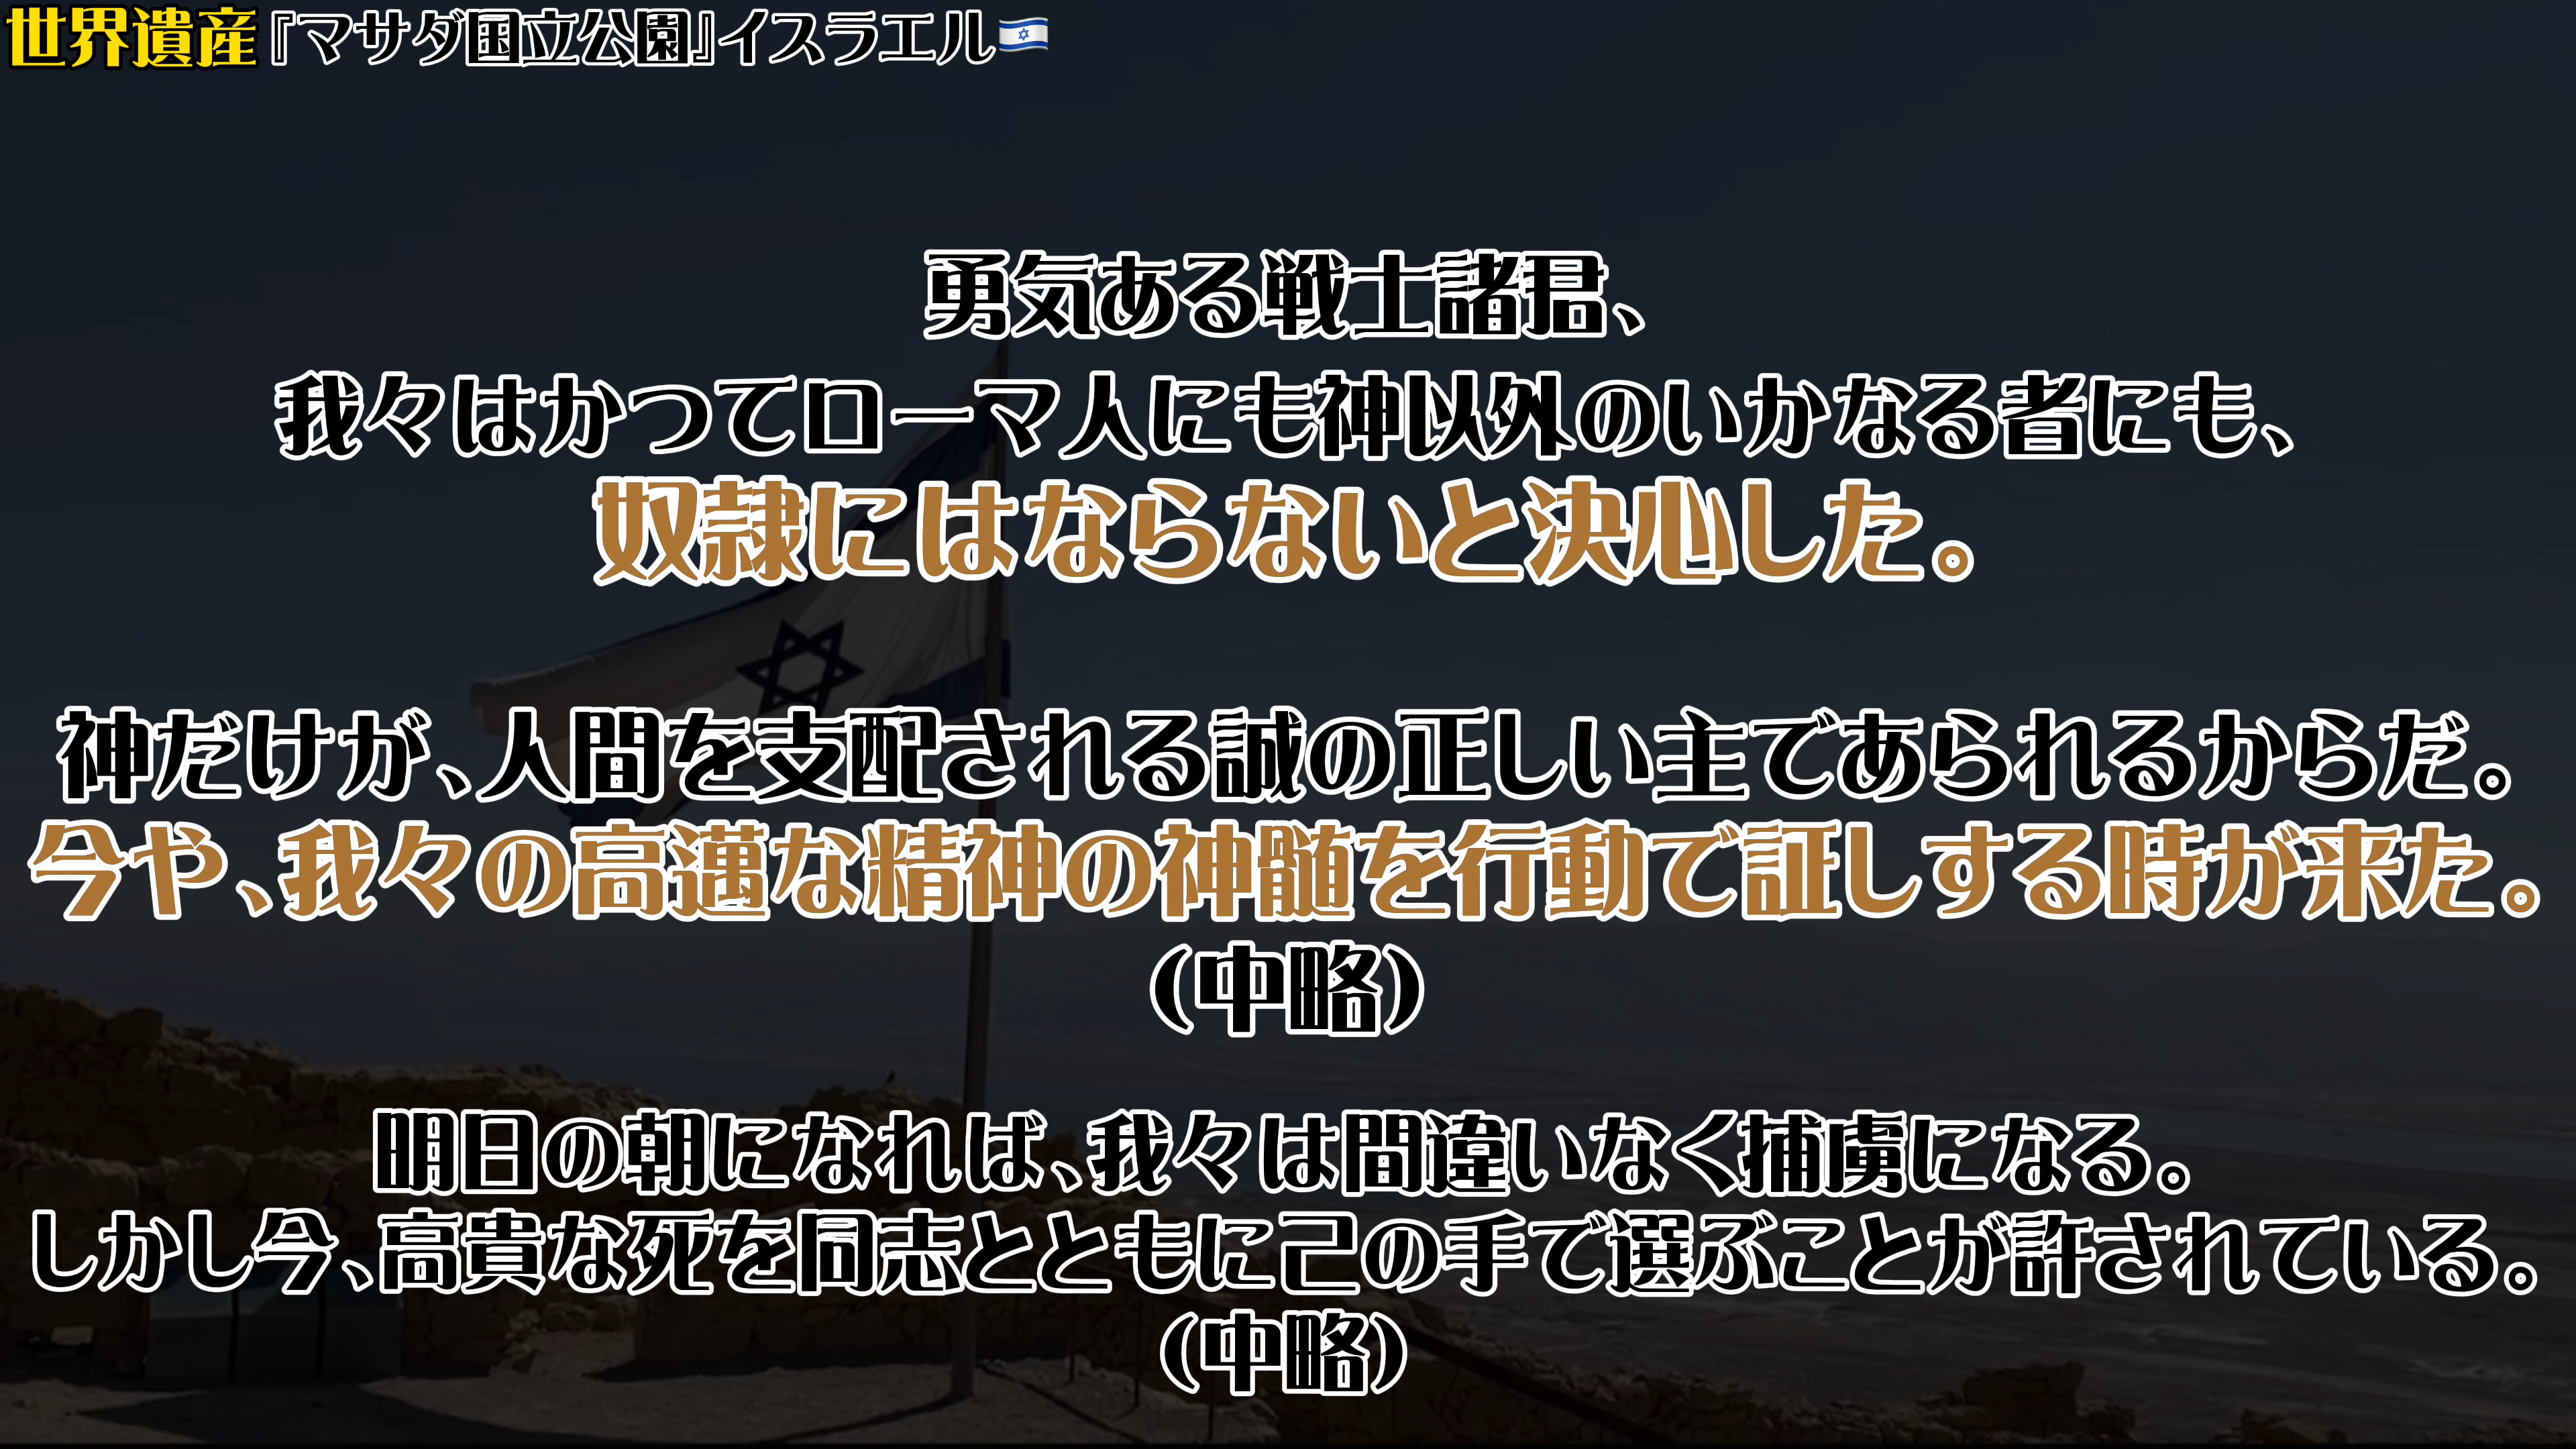 世界遺産『マサダ国立公園』イスラエル🇮🇱
勇気ある戦士諸君、
我々はかつてローマ人にも神以外のいかなる者にも、
奴隷にはならないと決心した。
神だけが、人間を支配される誠の正しい主であられるからだ。
今や、我々の高邁な精神の神髄を行動で証しする時が来た。
(中略)
明日の朝になれば、我々は間違いなく捕虜になる。
しかし今、高貴な死を同志とともに己の手で選ぶことが許されている。
(中略)